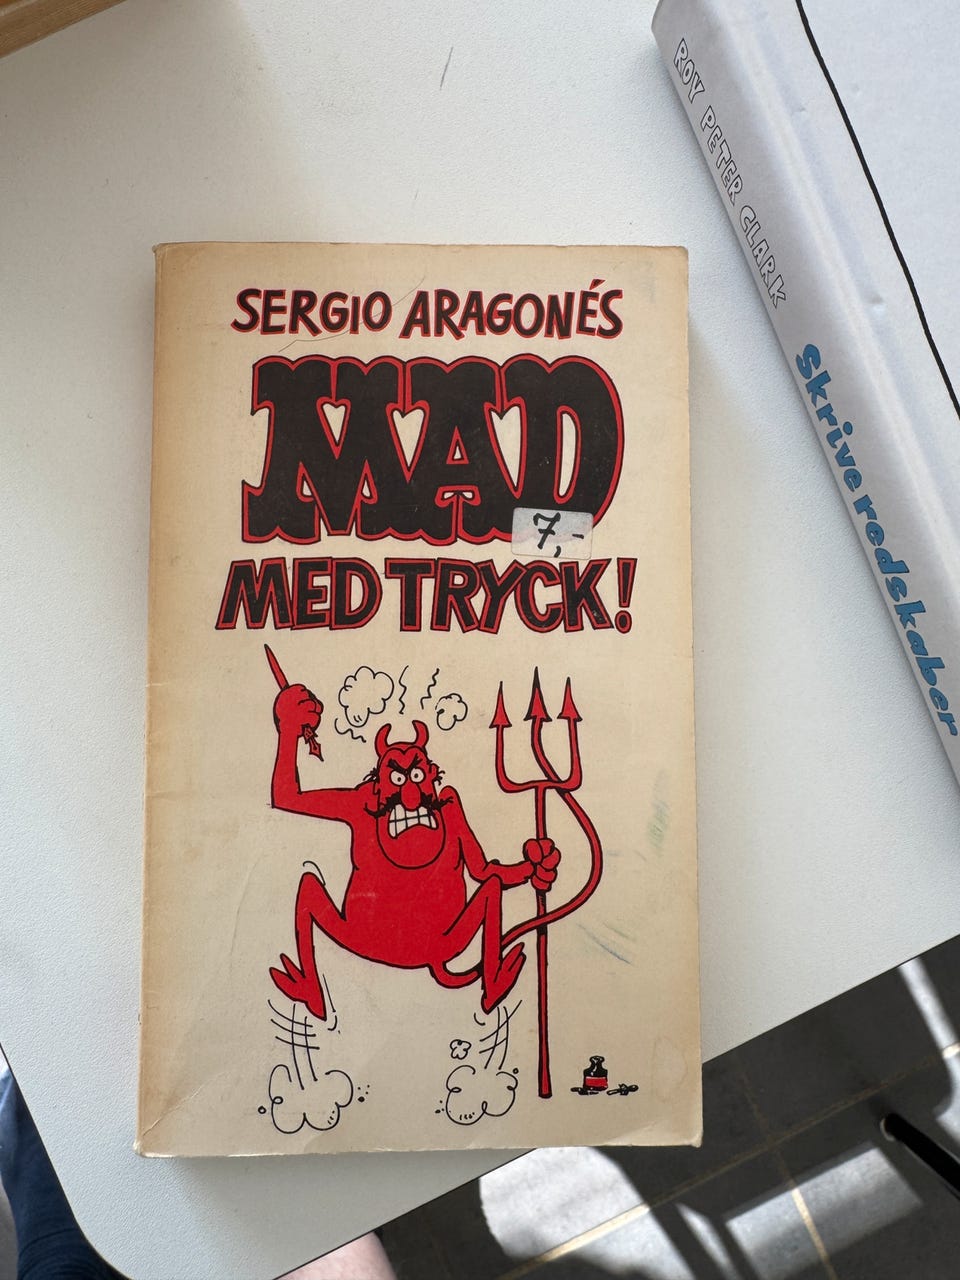 SERGIO ARAGONÉS
MAD
7,-
MED TRYCK!
ROY PETER CLARK
Skriveredskaber